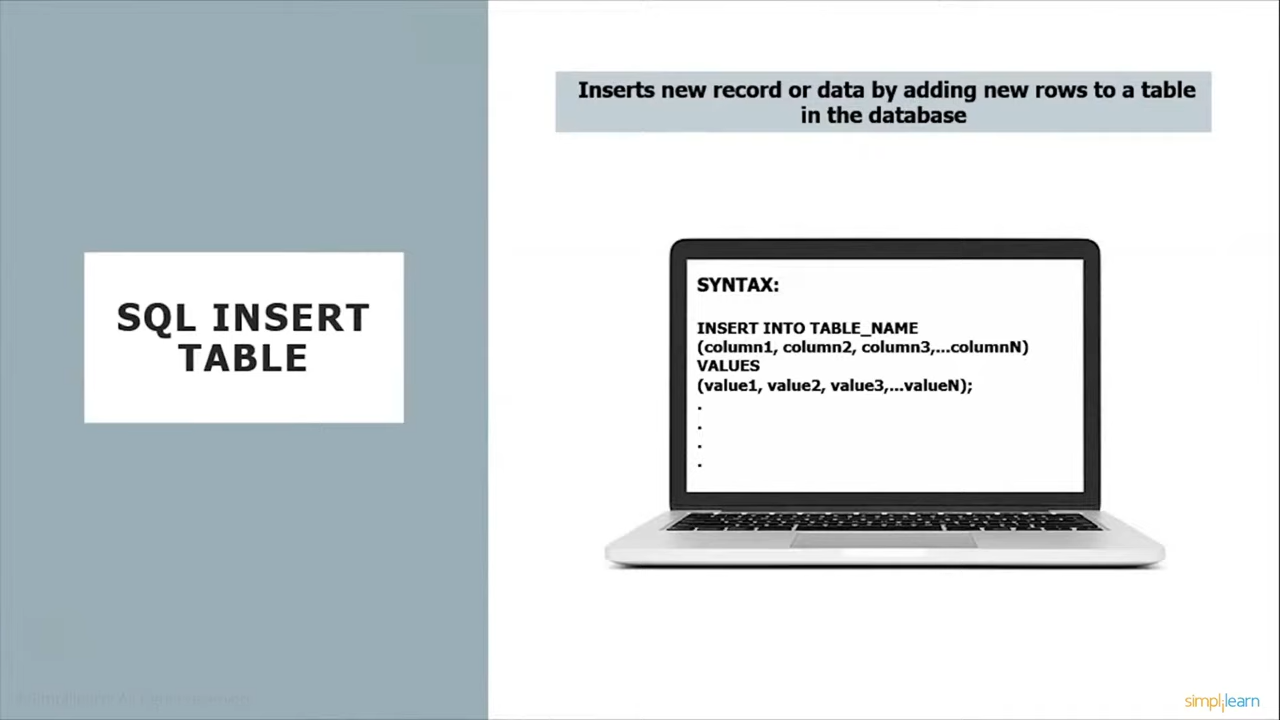 SQL INSERT
TABLE
Inserts new record or data by adding new rows to a table
in the database
SYNTAX:
INSERT INTO TABLE_NAME
(column1, column2, column3,...columnN)
VALUES
(value1, value2, value3,...valueN);
.
.
.
.
simplilearn